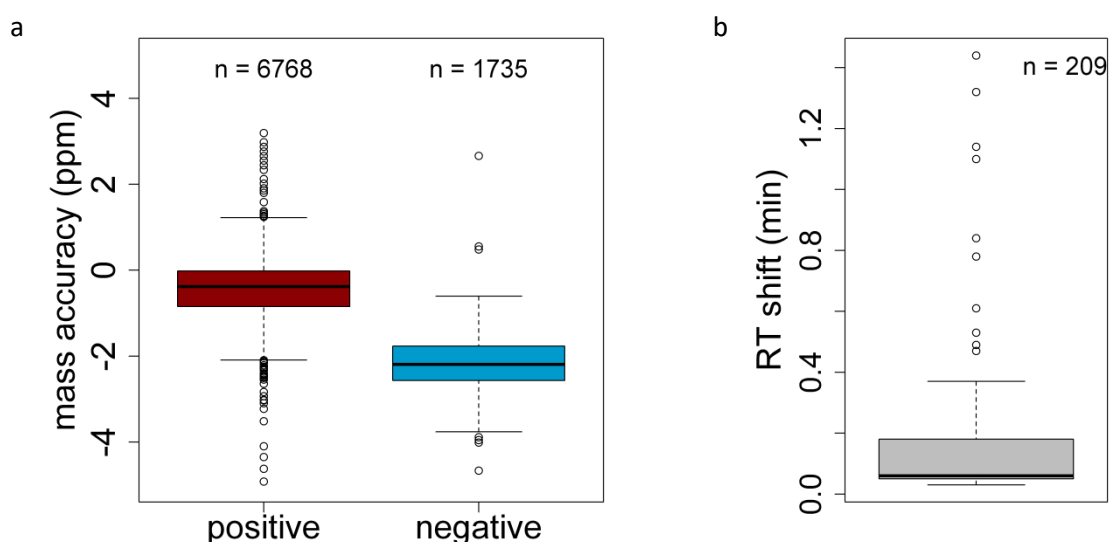 a
n = 6768
n = 1735
mass accuracy (ppm)
4
2
0
-2
-4
positive
negative
b
n = 209
RT shift (min)
1.2
0.8
0.4
0.0